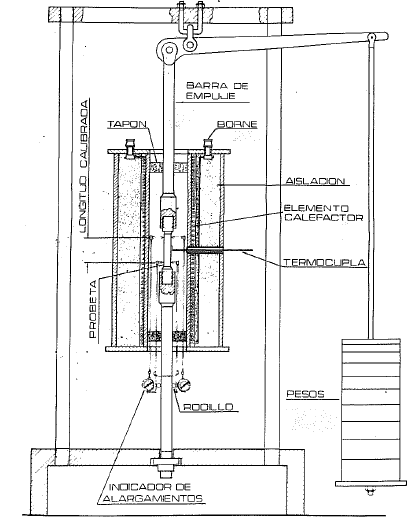 BARRA DE
EMPUJE
TAPON
BORNE
LONGITUD CALIBRADA
AISLACION
ELEMENTO
CALEFACTOR
TERMOCUPLA
PROBETA
PESOS
RODILLO
INDICADOR DE
ALARGAMIENTOS